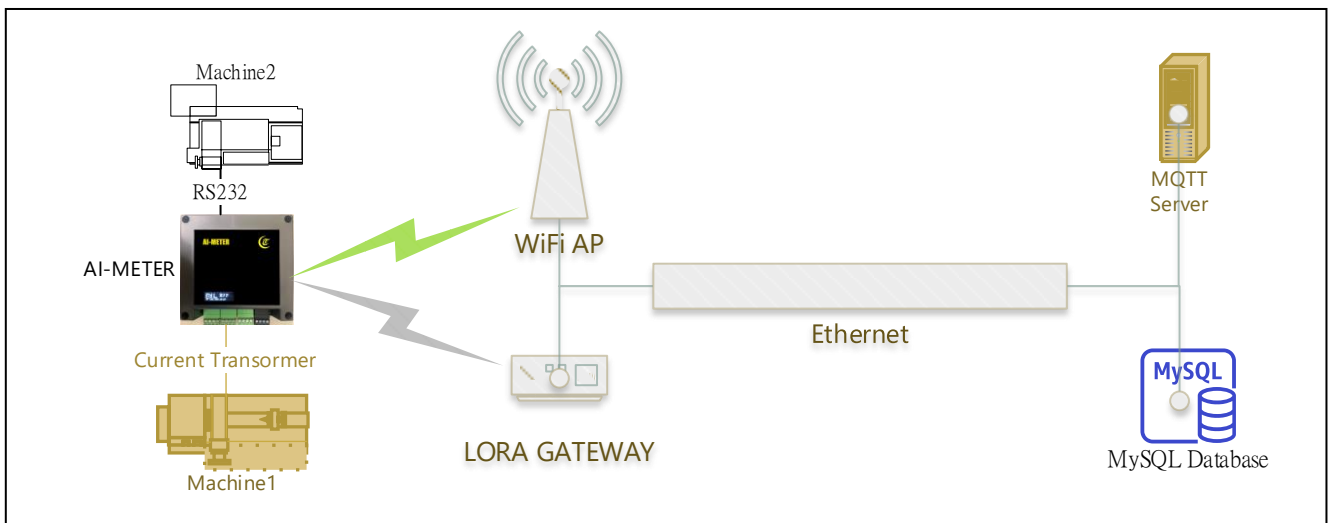 Machine2
RS232
AI-METER
AI-METER
Current Transormer
Machine1
WiFi AP
LORA GATEWAY
Ethernet
MQTT
Server
MySQL
MySQL Database